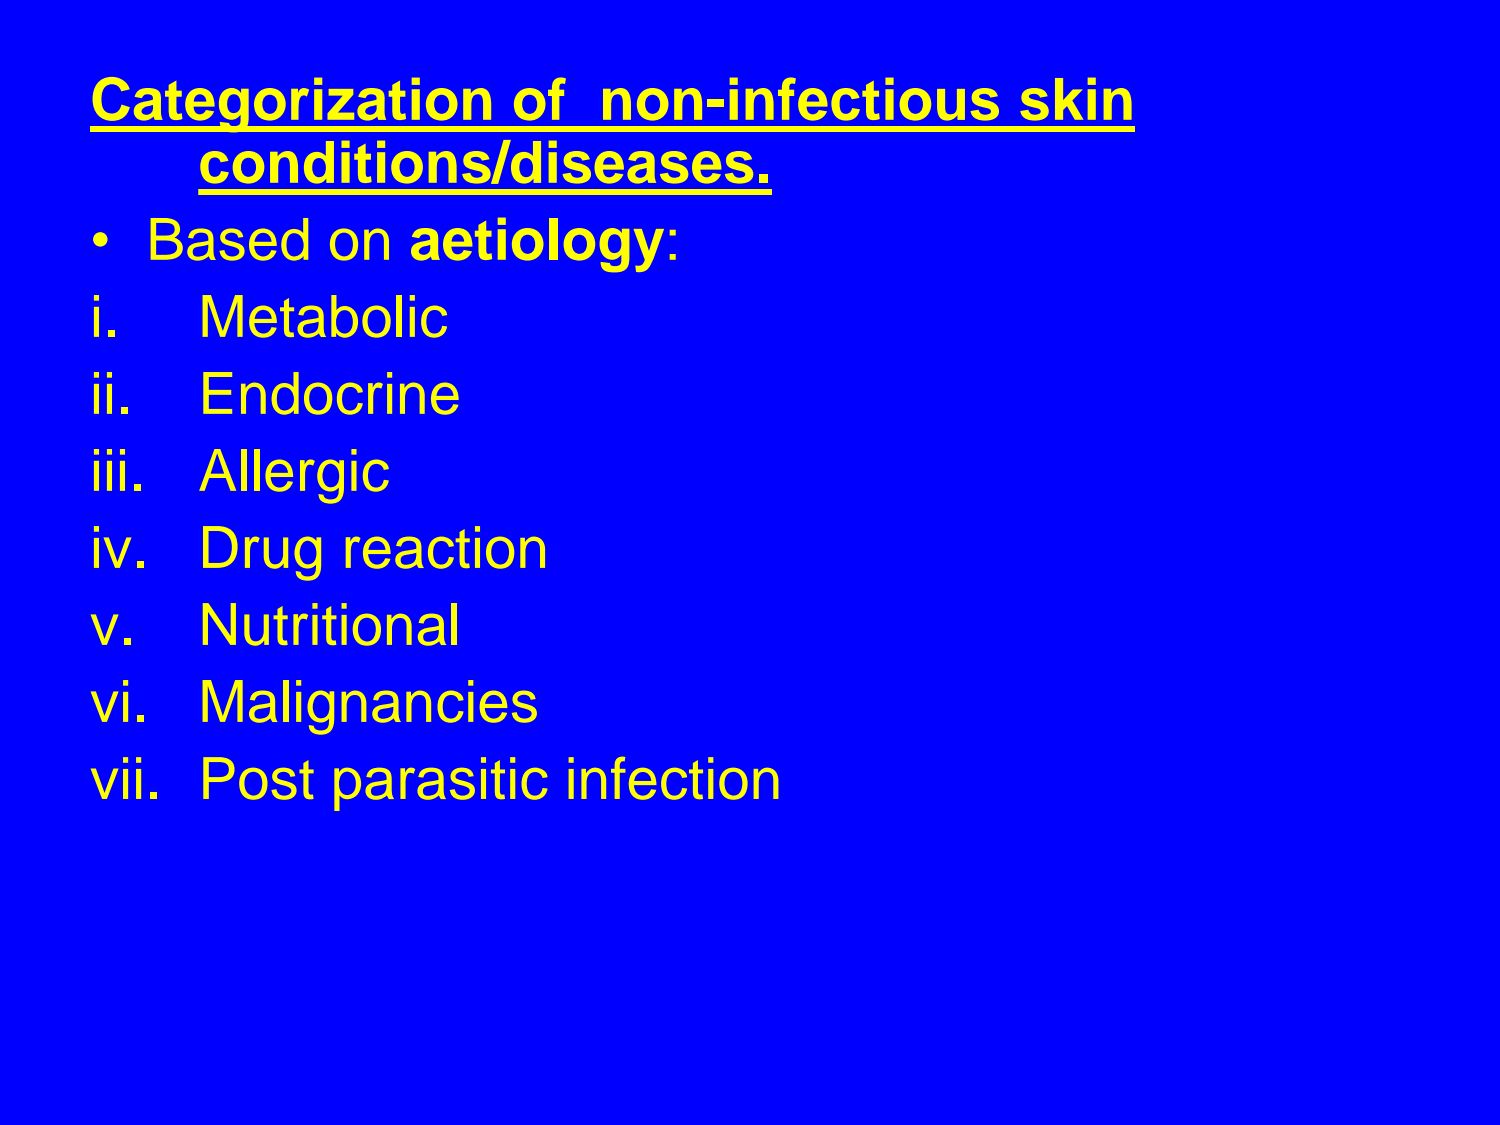 Categorization of  non-infectious skin
conditions/diseases.
• Based on aetiology:
i. Metabolic
ii. Endocrine
iii. Allergic
iv. Drug reaction
v. Nutritional
vi. Malignancies
vii. Post parasitic infection